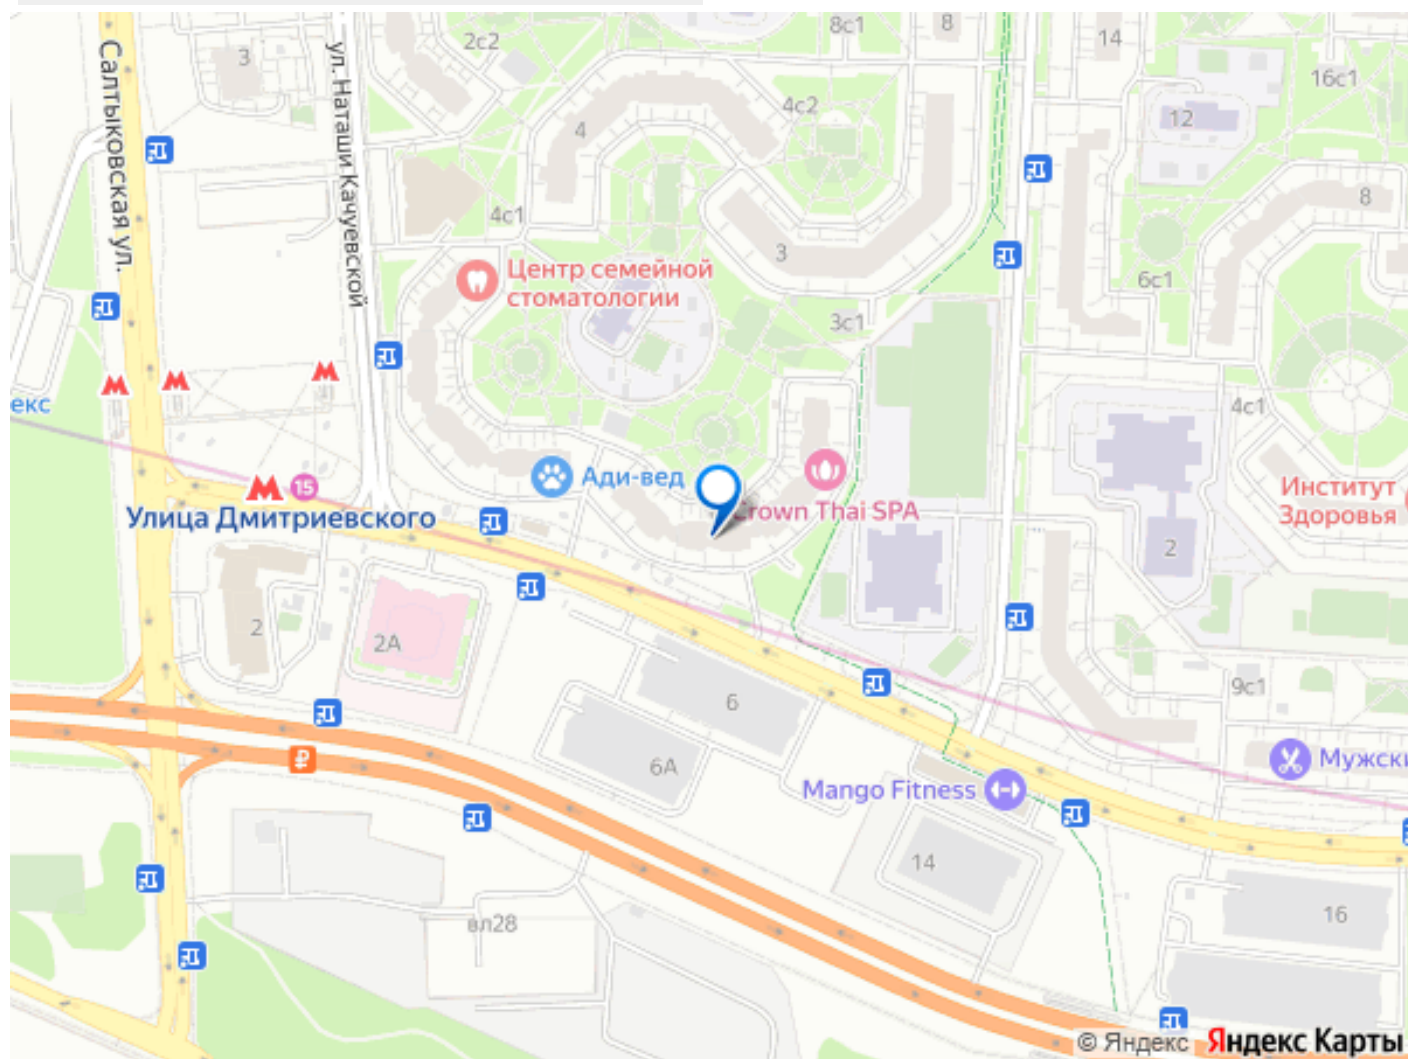 2с2
8с1
8
14
3
16с1
4с2
12
4
Салтыковская ул.
ул. Наташи Качуевской
8
4с1
3
Центр семейной
стоматологии
6с1
3с1
екс
4с1
Ади-вед
15
Crown Thai SPA
Улица Дмитриевского
Институт
Здоровья
2
2
2А
9с1
6
6А
Mango Fitness
Мужски
14
вл28
16
© Яндекс Яндекс Карты